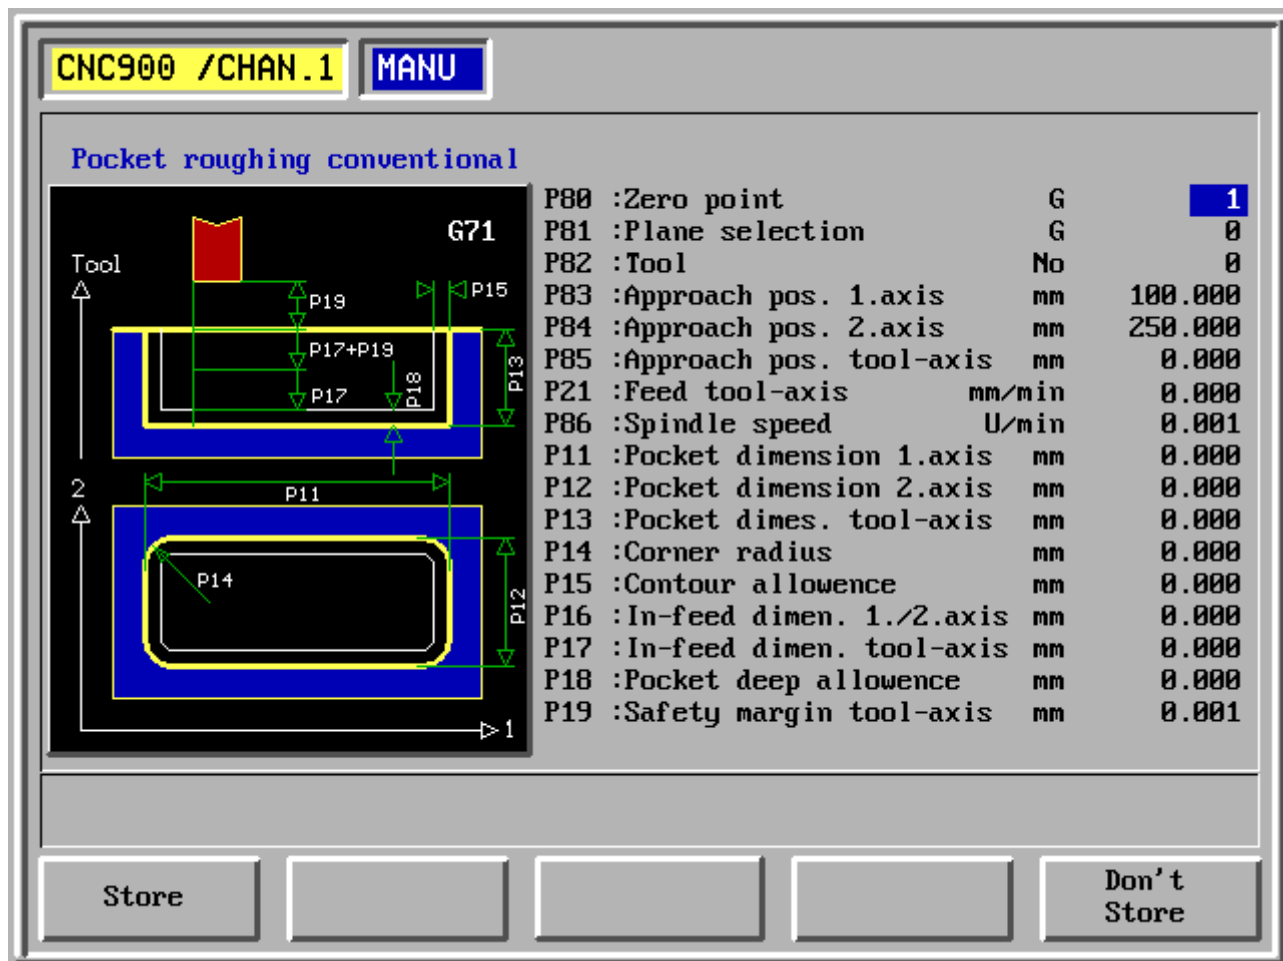 CNC900 /CHAN.1 MANU
Pocket roughing conventional
G71
Tool
P19
P15
P17+P19
P13
P18
P17
2
P11
P14
P12
1
P80 :Zero point G 1
P81 :Plane selection G 0
P82 :Tool No 0
P83 :Approach pos. 1.axis mm 100.000
P84 :Approach pos. 2.axis mm 250.000
P85 :Approach pos. tool-axis mm 0.000
P21 :Feed tool-axis mm/min 0.000
P86 :Spindle speed U/min 0.001
P11 :Pocket dimension 1.axis mm 0.000
P12 :Pocket dimension 2.axis mm 0.000
P13 :Pocket dimes. tool-axis mm 0.000
P14 :Corner radius mm 0.000
P15 :Contour allowence mm 0.000
P16 :In-feed dimen. 1./2.axis mm 0.000
P17 :In-feed dimen. tool-axis mm 0.000
P18 :Pocket deep allowence mm 0.000
P19 :Safety margin tool-axis mm 0.001
Store
Don't
Store